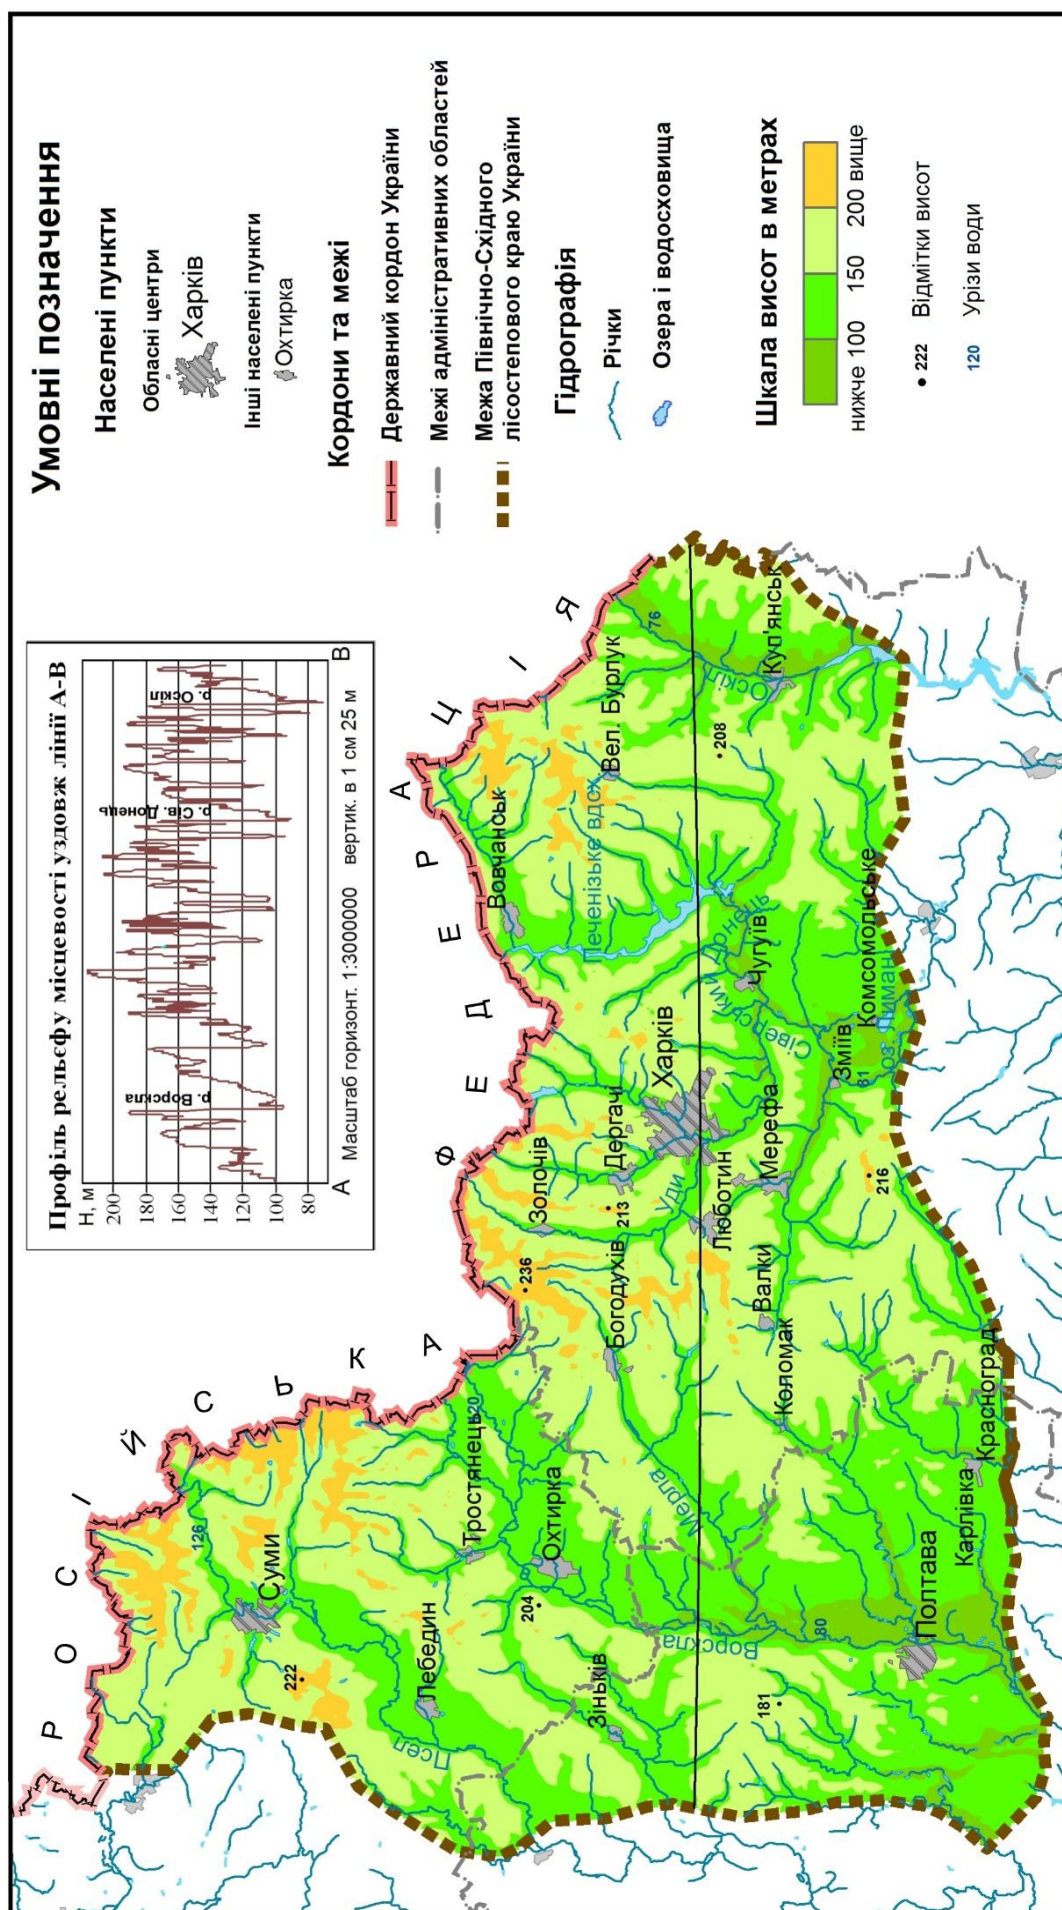 Умовні позначення
Населені пункти
Обласні центри
Харків
Інші населені пункти
Охтирка
Кордони та межі
Державний кордон України
Межі адміністративних областей
Межа Північно-Східного
лісостепового краю України
Гідрографія
Річки
Озера і водосховища
Шкала висот в метрах
нижче 100 150 200 вище
222 Відмітки висот
120 Урізи води
Профіль рельєфу місцевості уздовж лінії А-В
Н, м
200
180
160
140
120
100
80
р. Ворскла
р. Сів. Донець
р. Оскіл
А
В
Масштаб горизонт. 1:3000000 вертик. в 1 см 25 м
Р О С І Й С Ь К А Ф Е Д Е Р А Ц І Я
126
Суми
222
Лебедин
Псел
Тростянець
Охтирка
204
Зіньків
Ворскла
80
181
Полтава
Карлівка
Красноград
Мерла
Коломак
Валки
Богодухів
236
Золочів
213
Дергачі
Уди
Люботин
Мерефа
Харків
216
Зміїв
81
Комсомольське
оз. Лиман
Чугуїв
Сіверський Донець
Печенізьке вдсх
Вовчанськ
Вел. Бурлук
208
Оскіл
76
Куп'янськ